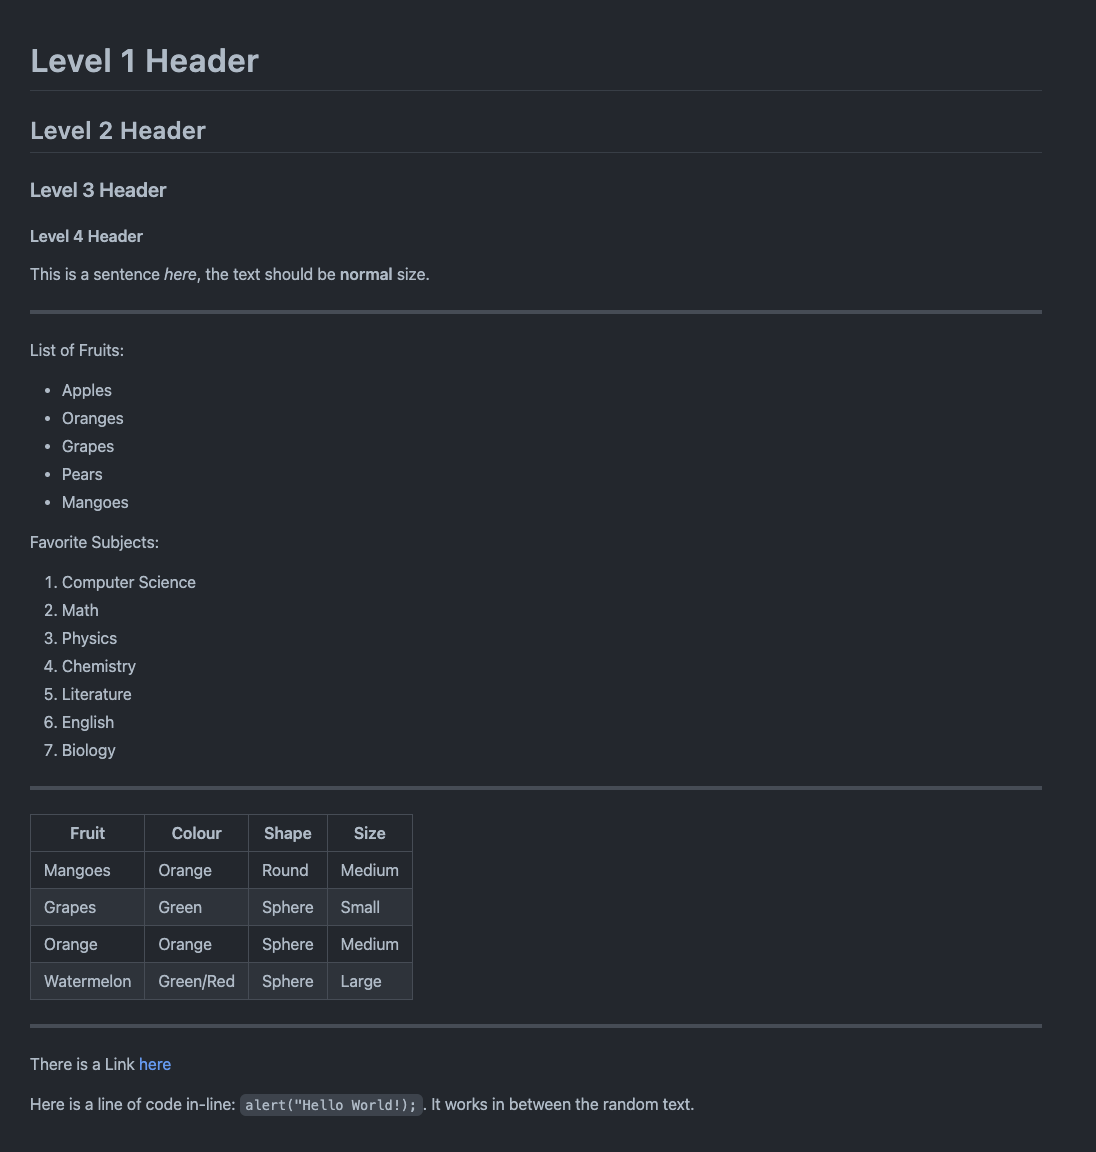 Level 1 Header
Level 2 Header
Level 3 Header
Level 4 Header
This is a sentence here, the text should be normal size.
List of Fruits:
• Apples
• Oranges
• Grapes
• Pears
• Mangoes
Favorite Subjects:
1. Computer Science
2. Math
3. Physics
4. Chemistry
5. Literature
6. English
7. Biology
Fruit Colour Shape Size
Mangoes Orange Round Medium
Grapes Green Sphere Small
Orange Orange Sphere Medium
Watermelon Green/Red Sphere Large
There is a Link here
Here is a line of code in-line: alert("Hello World!); . It works in between the random text.